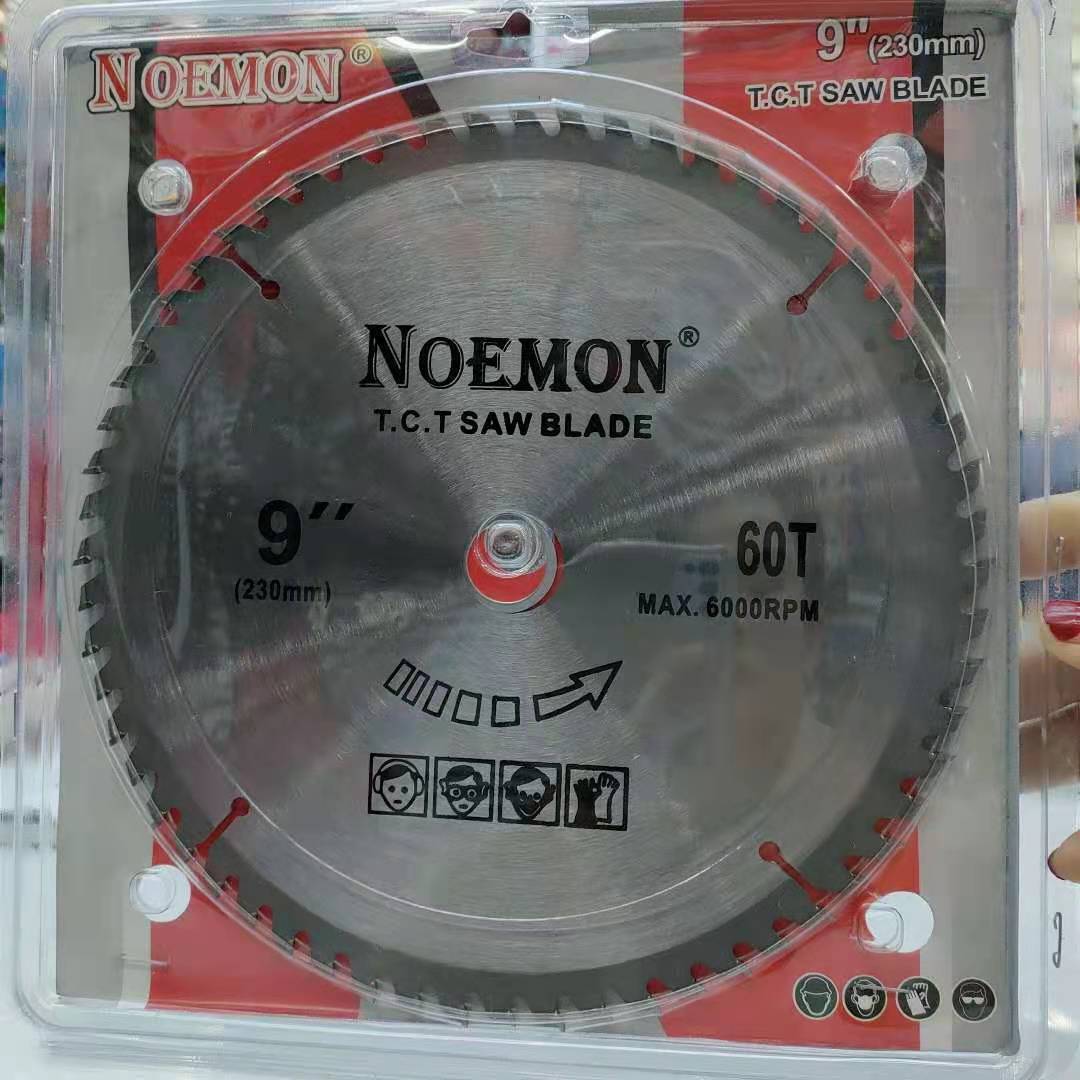 NOEMON®
9" (230mm)
T.C.T SAW BLADE
NOEMON®
T.C.T SAW BLADE
9''
(230mm)
60T
MAX. 6000RPM